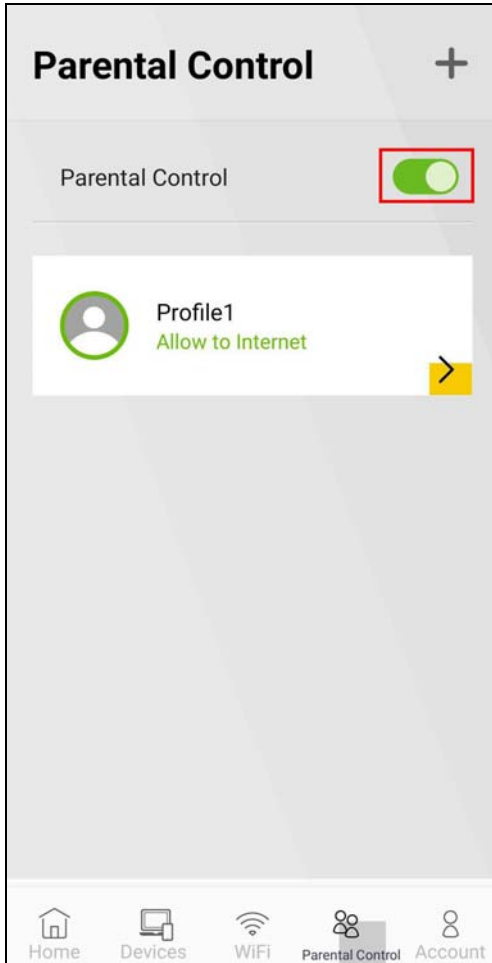 Parental Control
Parental Control
Profile1
Allow to Internet
Home Devices WiFi Parental Control Account